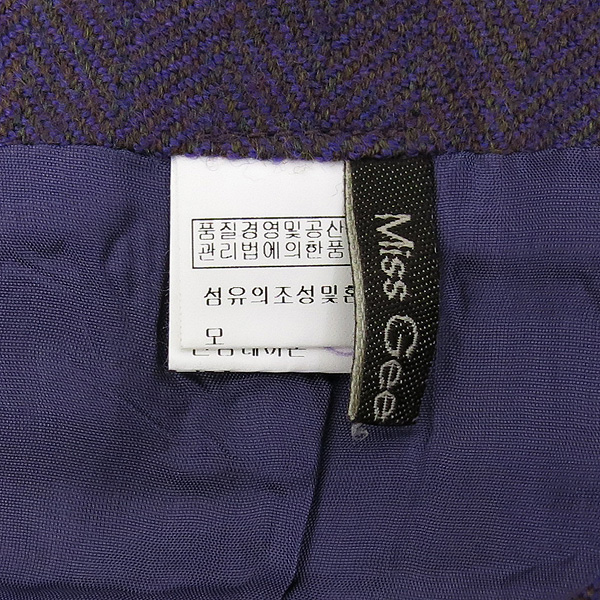 품질경영및공산
관리법에의한품
섬유의조성및혼
모
Miss Gee